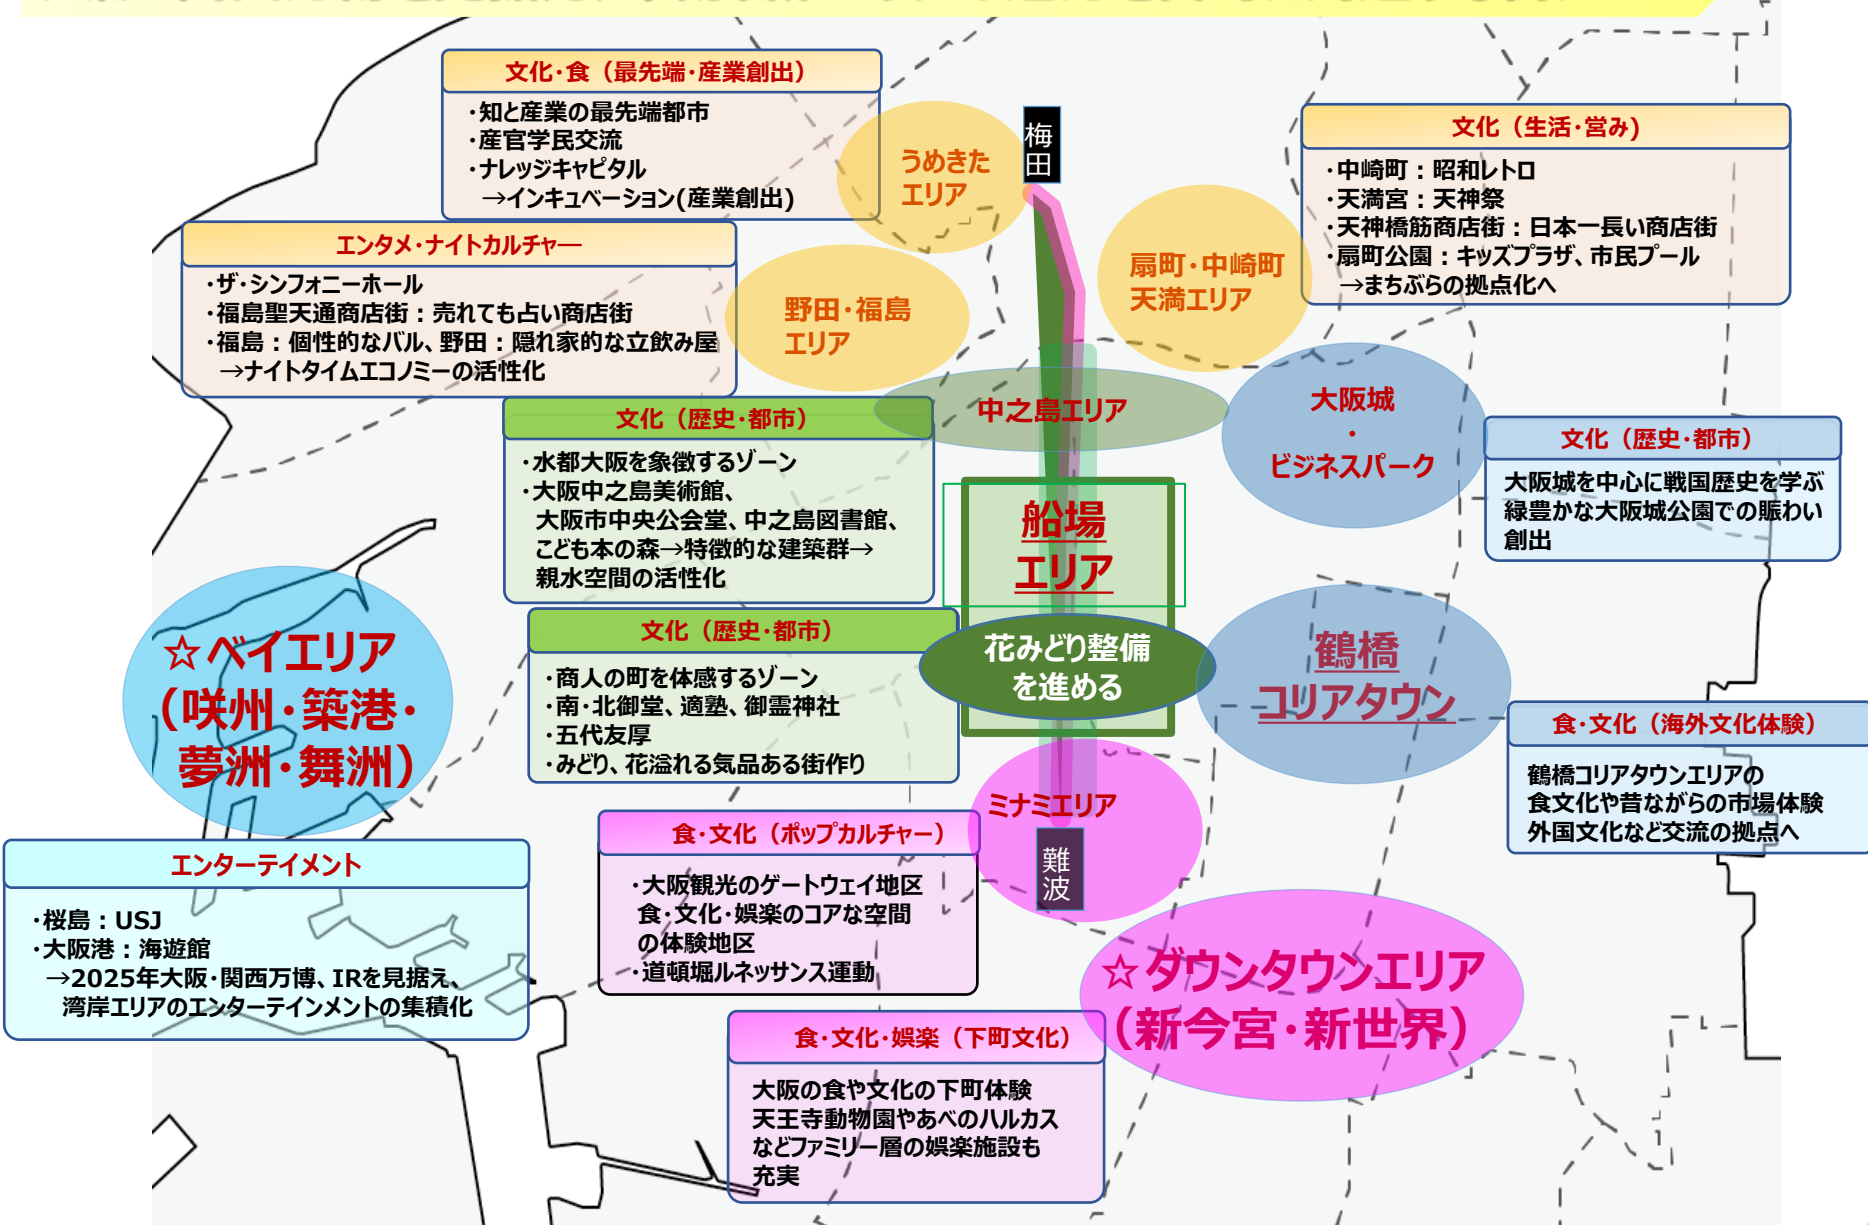 文化・食（最先端・産業創出）
・知と産業の最先端都市
・産官学民交流
・ナレッジキャピタル
→インキュベーション(産業創出)
うめきた
エリア
梅田
文化（生活・営み)
・中崎町：昭和レトロ
・天満宮：天神祭
・天神橋筋商店街：日本一長い商店街
・扇町公園：キッズプラザ、市民プール
→まちぶらの拠点化へ
エンタメ・ナイトカルチャー
・ザ・シンフォニーホール
・福島聖天通商店街：売れても占い商店街
・福島：個性的なバル、野田：隠れ家的な立飲み屋
→ナイトタイムエコノミーの活性化
野田・福島
エリア
扇町・中崎町
天満エリア
文化（歴史・都市）
・水都大阪を象徴するゾーン
・大阪中之島美術館、
大阪市中央公会堂、中之島図書館、
こども本の森→特徴的な建築群→
親水空間の活性化
中之島エリア
大阪城
・
ビジネスパーク
文化（歴史・都市）
大阪城を中心に戦国歴史を学ぶ
緑豊かな大阪城公園での賑わい
創出
船場
エリア
文化（歴史・都市）
・商人の町を体感するゾーン
・南・北御堂、適塾、御霊神社
・五代友厚
・みどり、花溢れる気品ある街作り
花みどり整備
を進める
鶴橋
コリアタウン
食・文化（海外文化体験）
鶴橋コリアタウンエリアの
食文化や昔ながらの市場体験
外国文化など交流の拠点へ
☆ベイエリア
（咲州・築港・
夢洲・舞洲）
エンターテイメント
・桜島：USJ
・大阪港：海遊館
→2025年大阪・関西万博、IRを見据え、
湾岸エリアのエンターテインメントの集積化
食・文化（ポップカルチャー）
・大阪観光のゲートウェイ地区
食・文化・娯楽のコアな空間
の体験地区
・道頓堀ルネッサンス運動
ミナミエリア
難波
☆ダウンタウンエリア
（新今宮・新世界）
食・文化・娯楽（下町文化）
大阪の食や文化の下町体験
天王寺動物園やあべのハルカス
などファミリー層の娯楽施設も
充実